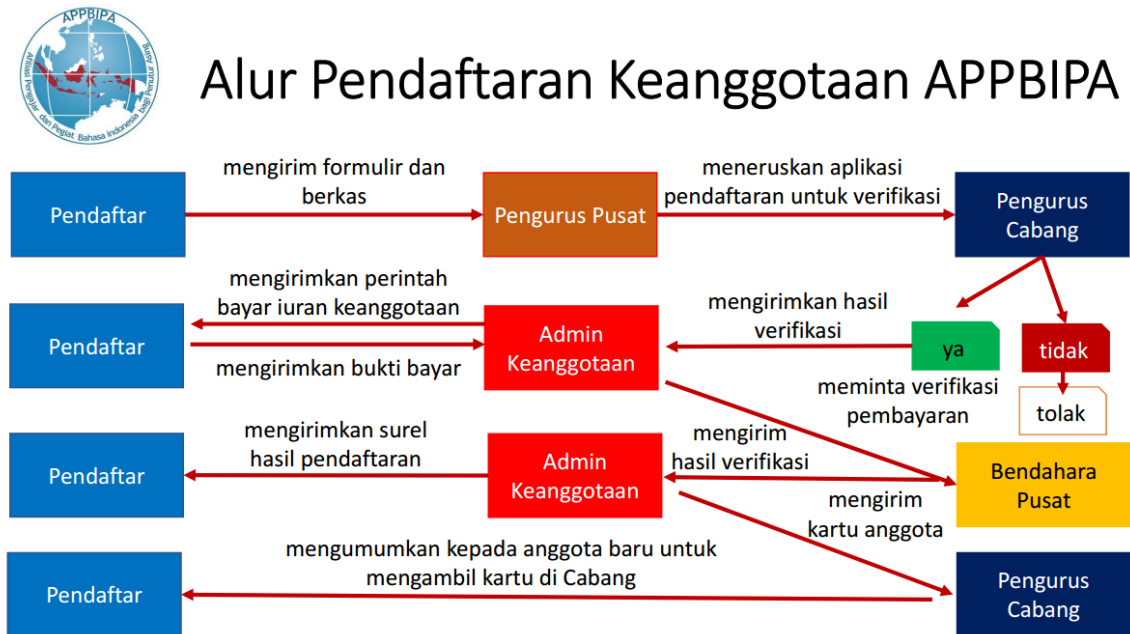 APPBIPA
Afiliasi Pengajar dan Pegiat Bahasa Indonesia bagi Penutur Asing
Alur Pendaftaran Keanggotaan APPBIPA
Pendaftar
mengirim formulir dan
berkas
Pengurus Pusat
meneruskan aplikasi
pendaftaran untuk verifikasi
Pengurus
Cabang
Pendaftar
mengirimkan perintah
bayar iuran keanggotaan
mengirimkan bukti bayar
Admin
Keanggotaan
mengirimkan hasil
verifikasi
ya
tidak
tolak
meminta verifikasi
pembayaran
Pendaftar
mengirimkan surel
hasil pendaftaran
Admin
Keanggotaan
mengirim
hasil verifikasi
Bendahara
Pusat
mengirim
kartu anggota
Pendaftar
mengumumkan kepada anggota baru untuk
mengambil kartu di Cabang
Pengurus
Cabang